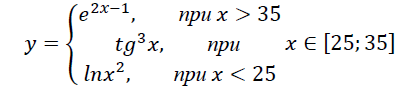 y = { e^{2x−1}, при x > 35
tg³x, при x ∈ [25; 35]
lnx², при x < 25